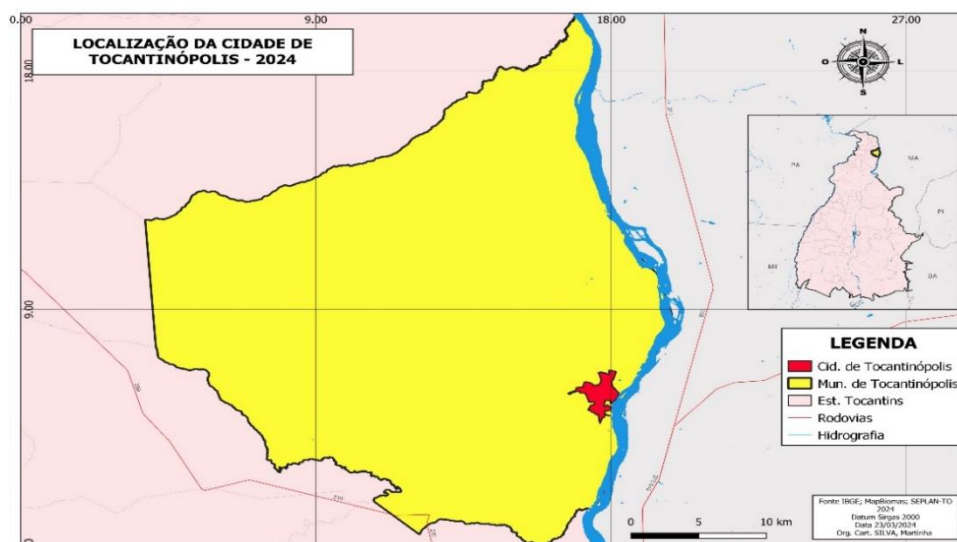 0.00
9.00
18.00
27.00
LOCALIZAÇÃO DA CIDADE DE
TOCANTINÓPOLIS - 2024
18.00
N
O
L
S
PA
MA
TO
PI
MT
BA
9.00
LEGENDA
Cid. de Tocantinópolis
Mun. de Tocantinópolis
Est. Tocantins
Rodovias
Hidrografia
0
0
5
10 km
Fonte IBGE; MapBiomas; SEPLAN-TO
2024
Datum Sirgas 2000
Data 23/03/2024
Org. Cart. SILVA, Martinha